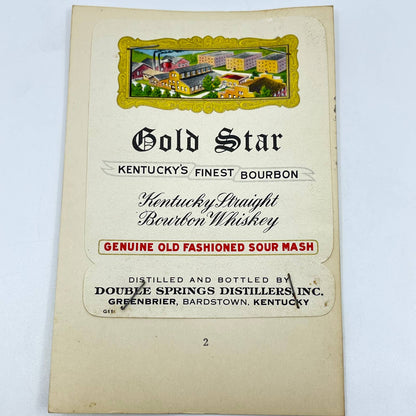 Gold Star
KENTUCKY'S FINEST BOURBON
Kentucky Straight
Bourbon Whiskey
GENUINE OLD FASHIONED SOUR MASH
DISTILLED AND BOTTLED BY
DOUBLE SPRINGS DISTILLERS, INC.
GREENBRIER, BARDSTOWN, KENTUCKY
2